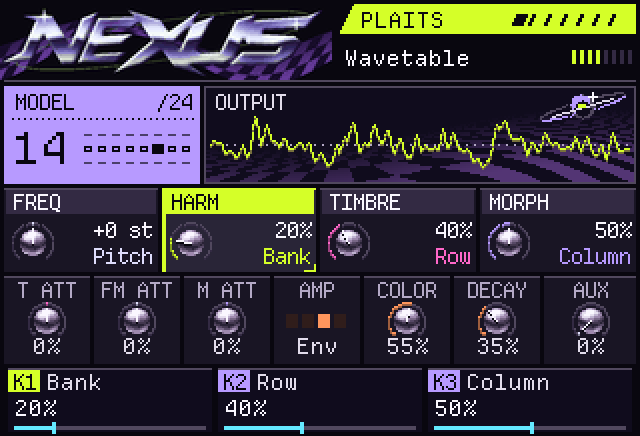 NEXUS
PLAITS
Wavetable
MODEL /24
14
OUTPUT
FREQ
+0 st
Pitch
HARM
20%
Bank
TIMBRE
40%
Row
MORPH
50%
Column
T ATT
0%
FM ATT
0%
M ATT
0%
AMP
Env
COLOR
55%
DECAY
35%
AUX
0%
K1 Bank
20%
K2 Row
40%
K3 Column
50%